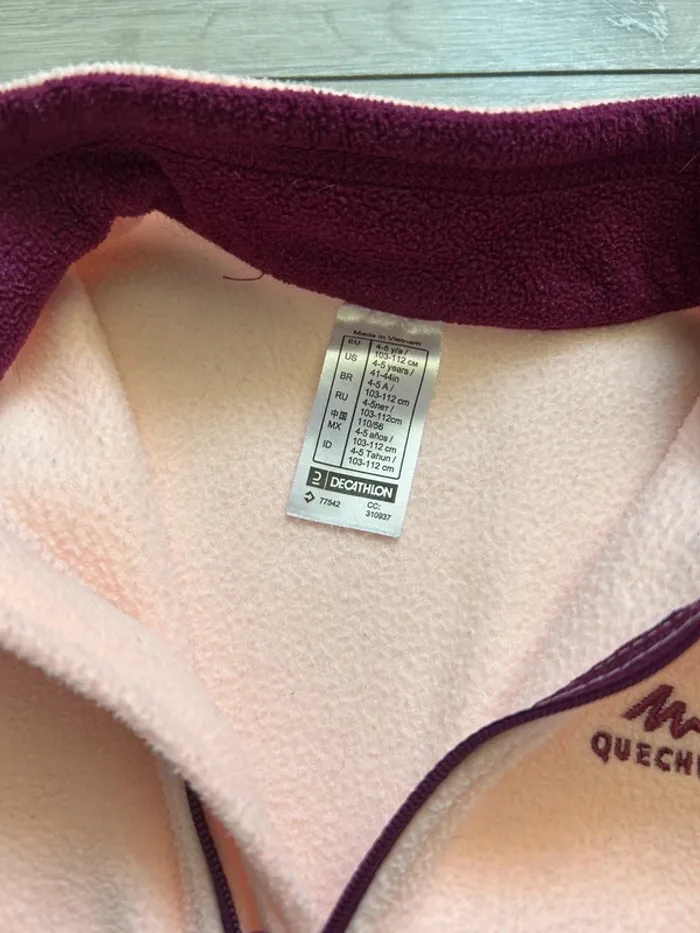 Made in Vietnam
EU 4-5 y/a /
103-112 см
US 4-5 years /
41-44in
BR 4-5 A /
103-112 cm
RU 4-5лет /
103-112cm
中国 110/56
MX 4-5 años /
103-112 cm
ID 4-5 Tahun /
103-112 cm
DECATHLON
77542 CC:
310937
QUECHU